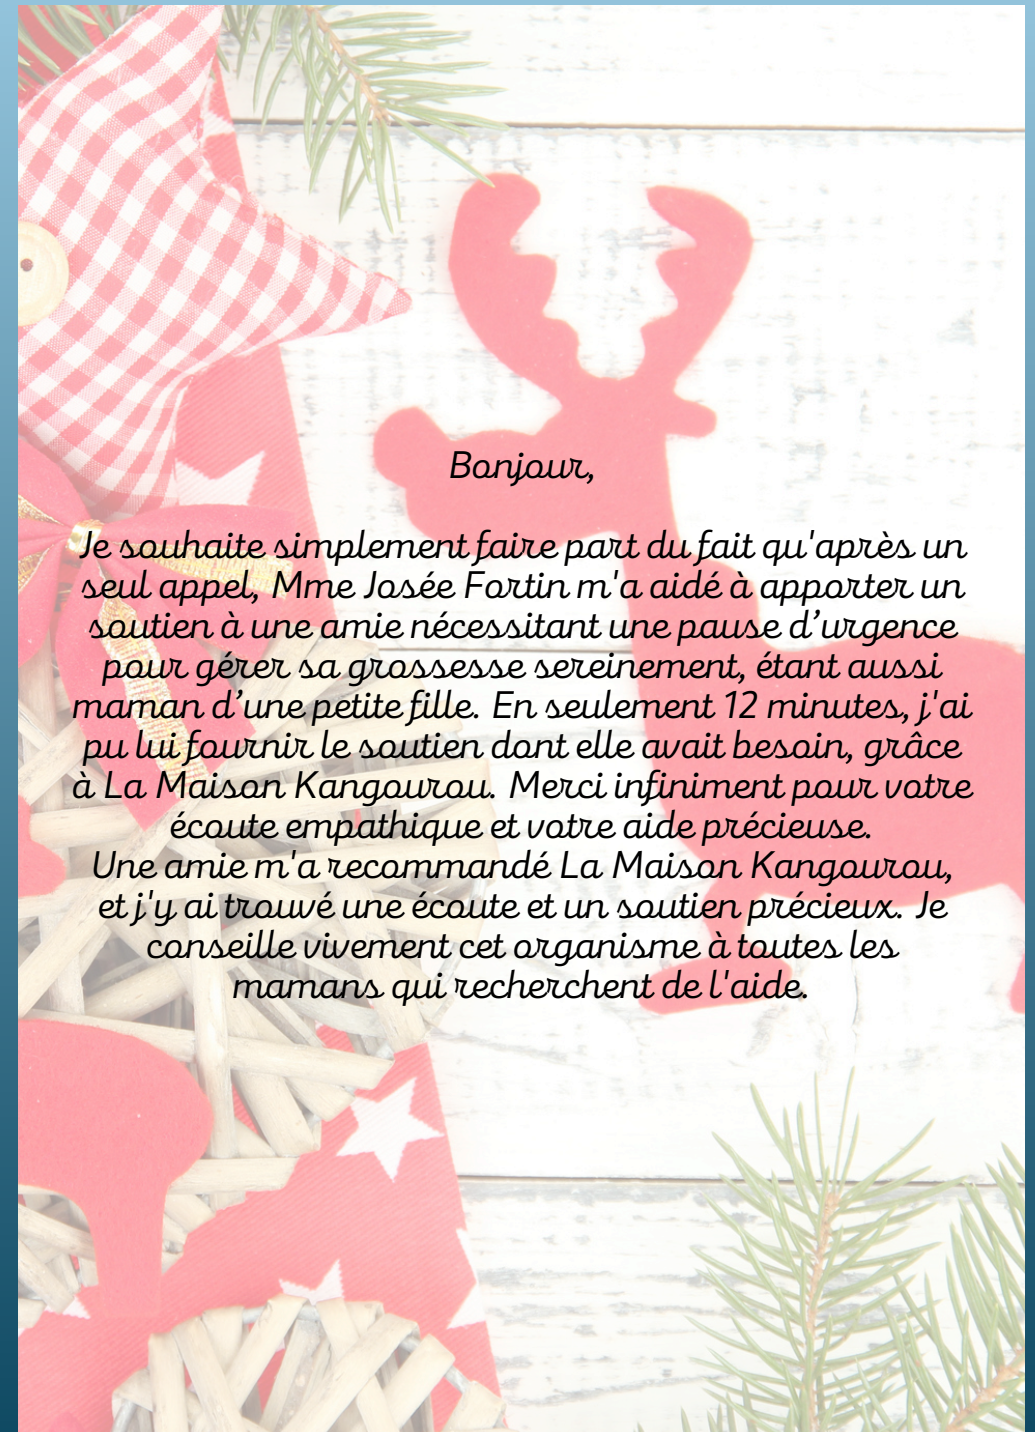 Bonjour,
Je souhaite simplement faire part du fait qu'après un
seul appel, Mme Josée Fortin m'a aidé à apporter un
soutien à une amie nécessitant une pause d’urgence
pour gérer sa grossesse sereinement, étant aussi
maman d’une petite fille. En seulement 12 minutes, j'ai
pu lui fournir le soutien dont elle avait besoin, grâce
à La Maison Kangourou. Merci infiniment pour votre
écoute empathique et votre aide précieuse.
Une amie m'a recommandé La Maison Kangourou,
et j'y ai trouvé une écoute et un soutien précieux. Je
conseille vivement cet organisme à toutes les
mamans qui recherchent de l'aide.